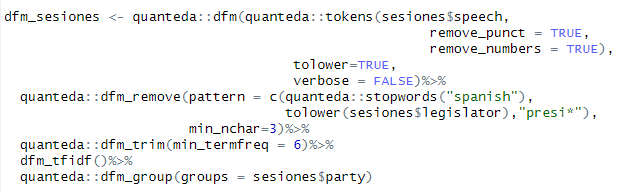 dfm_sesiones <- quanteda::dfm(quanteda::tokens(sesiones$speech,
remove_punct = TRUE,
remove_numbers = TRUE),
tolower=TRUE,
verbose = FALSE)%>%
quanteda::dfm_remove(pattern = c(quanteda::stopwords("spanish"),
tolower(sesiones$legislator),"presi*"),
min_nchar=3)%>%
quanteda::dfm_trim(min_termfreq = 6)%>%
dfm_tfidf()%>%
quanteda::dfm_group(groups = sesiones$party)